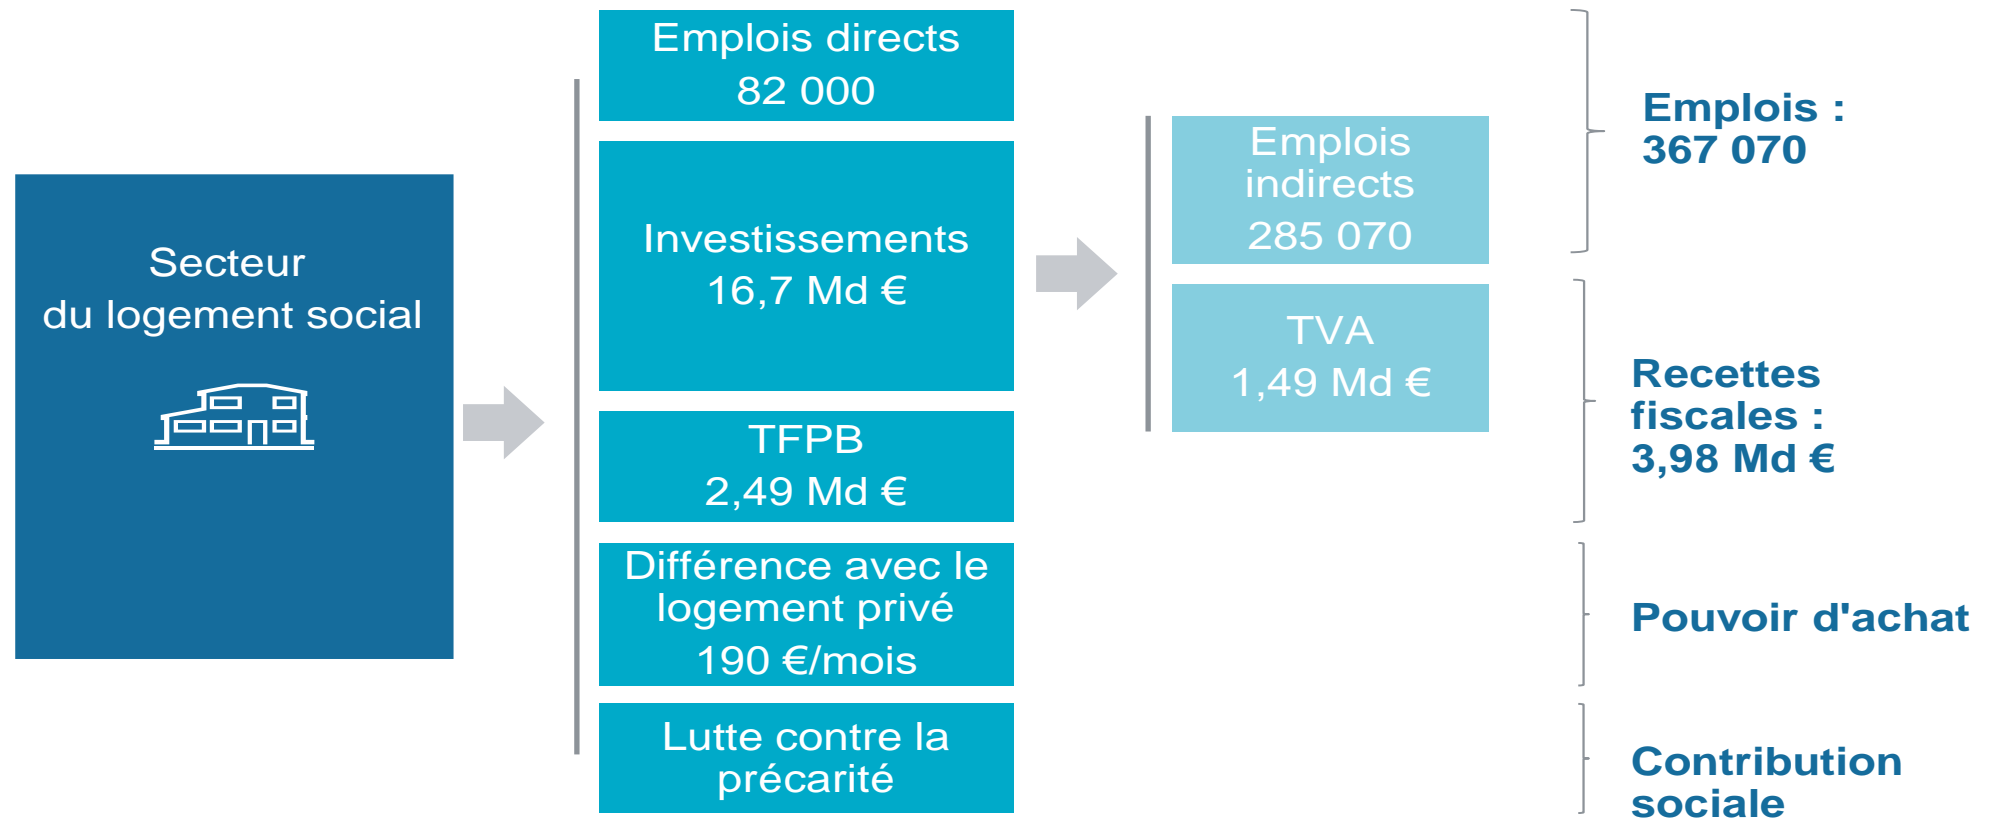 Secteur
du logement social
Emplois directs
82 000
Investissements
16,7 Md €
TFPB
2,49 Md €
Différence avec le
logement privé
190 €/mois
Lutte contre la
précarité
Emplois
indirects
285 070
TVA
1,49 Md €
Emplois :
367 070
Recettes
fiscales :
3,98 Md €
Pouvoir d'achat
Contribution
sociale